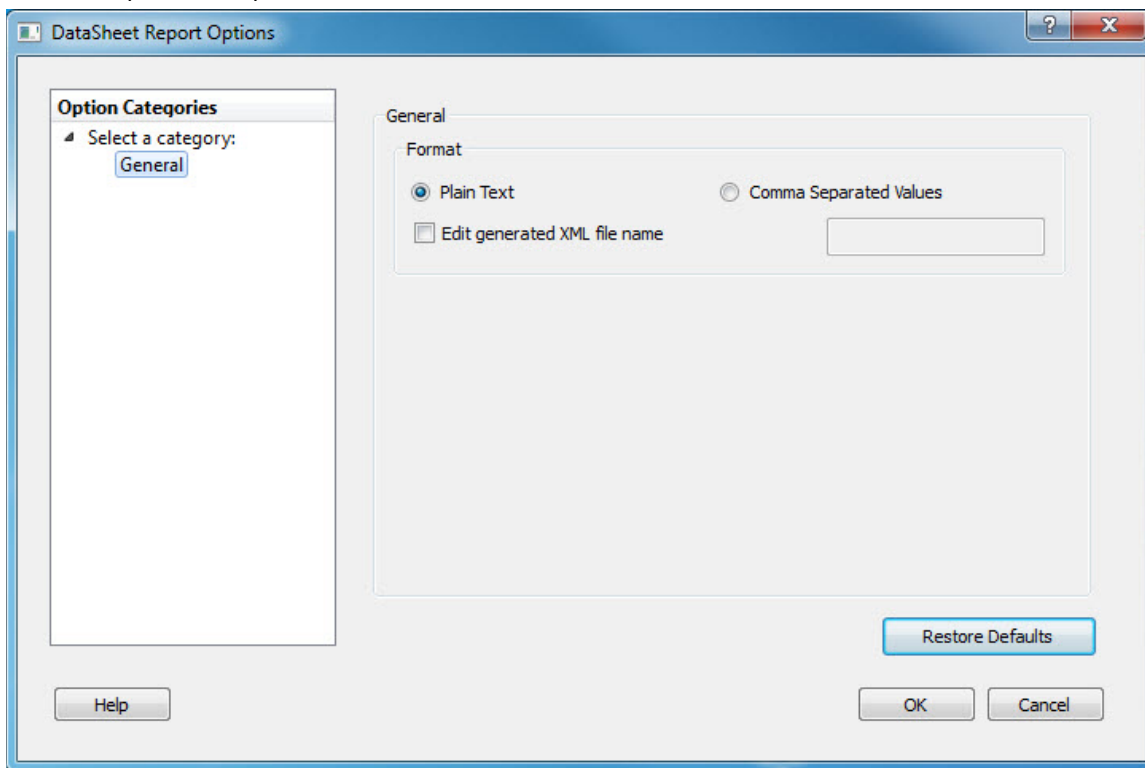 DataSheet Report Options
Option Categories
Select a category:
General
General
Format
Plain Text
Comma Separated Values
Edit generated XML file name
Restore Defaults
Help
OK
Cancel